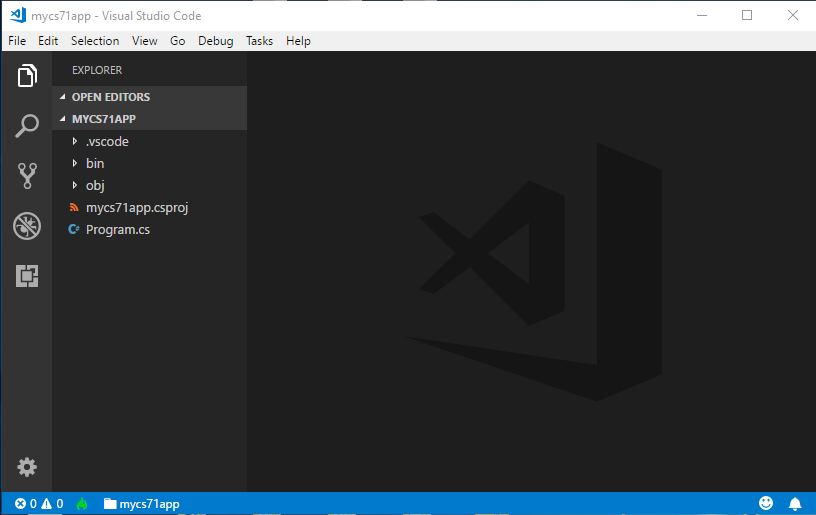 mycs71app - Visual Studio Code
File Edit Selection View Go Debug Tasks Help
EXPLORER
OPEN EDITORS
MYCS71APP
.vscode
bin
obj
mycs71app.csproj
C# Program.cs
0 0 mycs71app